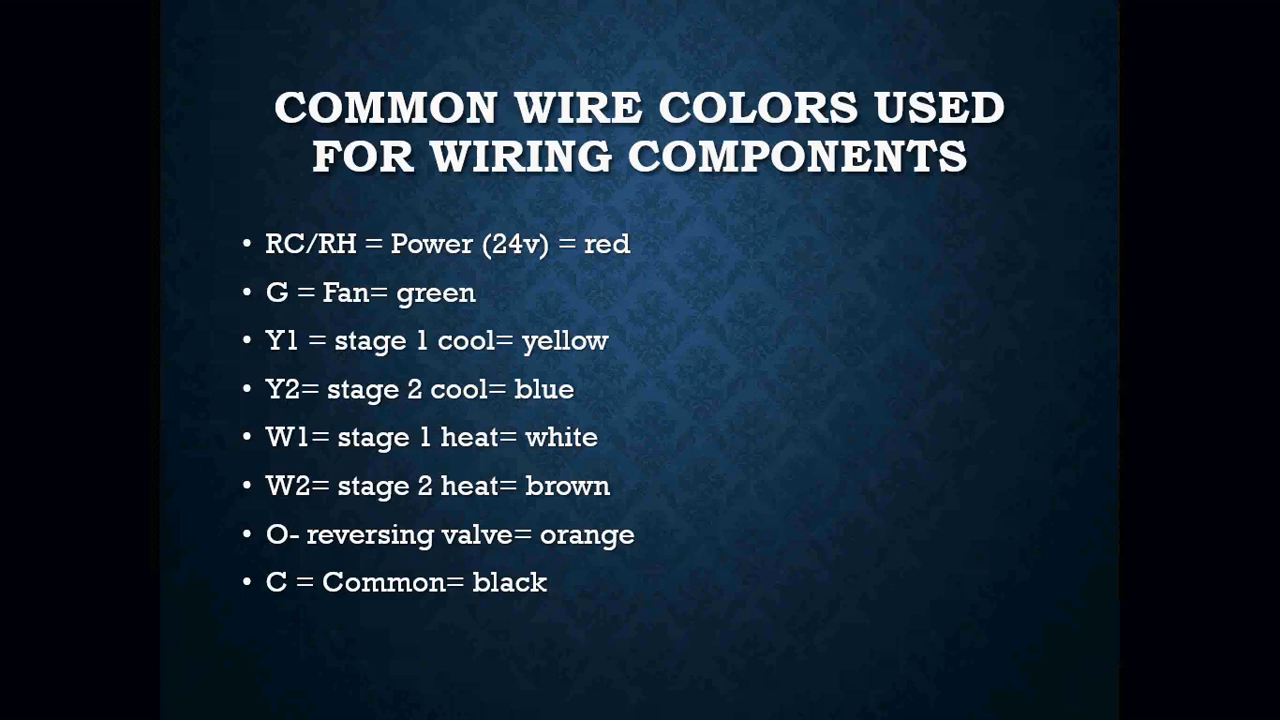 COMMON WIRE COLORS USED
FOR WIRING COMPONENTS
• RC/RH = Power (24v) = red
• G = Fan= green
• Y1 = stage 1 cool= yellow
• Y2= stage 2 cool= blue
• W1= stage 1 heat= white
• W2= stage 2 heat= brown
• O- reversing valve= orange
• C = Common= black